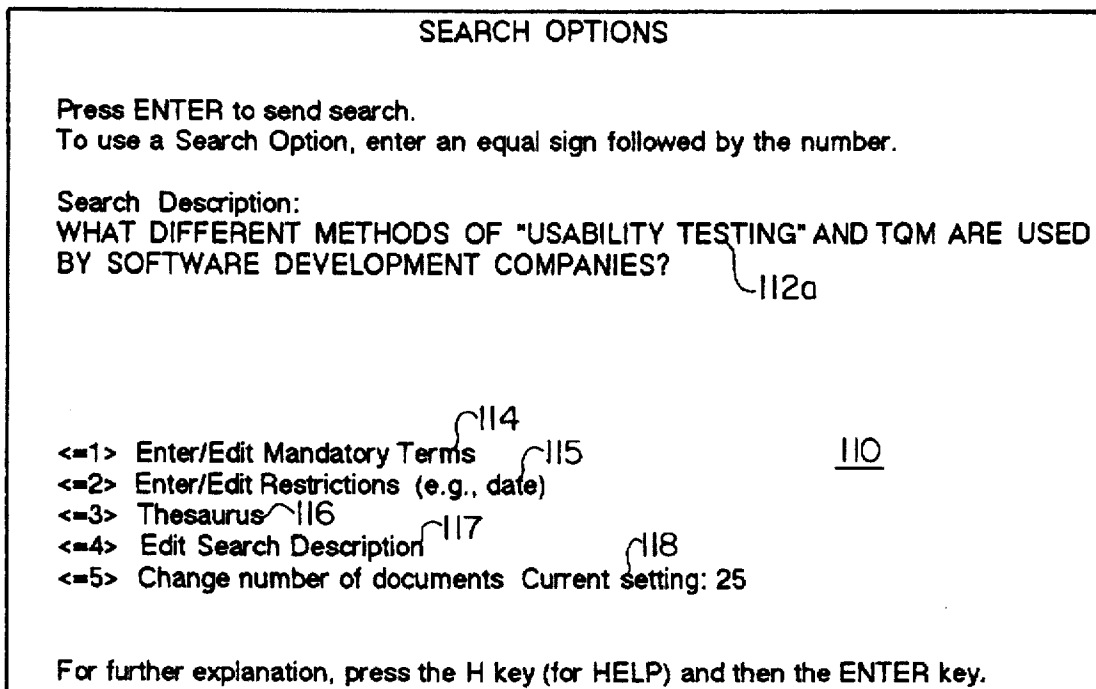 SEARCH OPTIONS
Press ENTER to send search.
To use a Search Option, enter an equal sign followed by the number.
Search Description:
WHAT DIFFERENT METHODS OF "USABILITY TESTING" AND TQM ARE USED
BY SOFTWARE DEVELOPMENT COMPANIES?
112a
114
<=1> Enter/Edit Mandatory Terms
115
110
<=2> Enter/Edit Restrictions (e.g., date)
<=3> Thesaurus 116
<=4> Edit Search Description 117
118
<=5> Change number of documents Current setting: 25
For further explanation, press the H key (for HELP) and then the ENTER key.